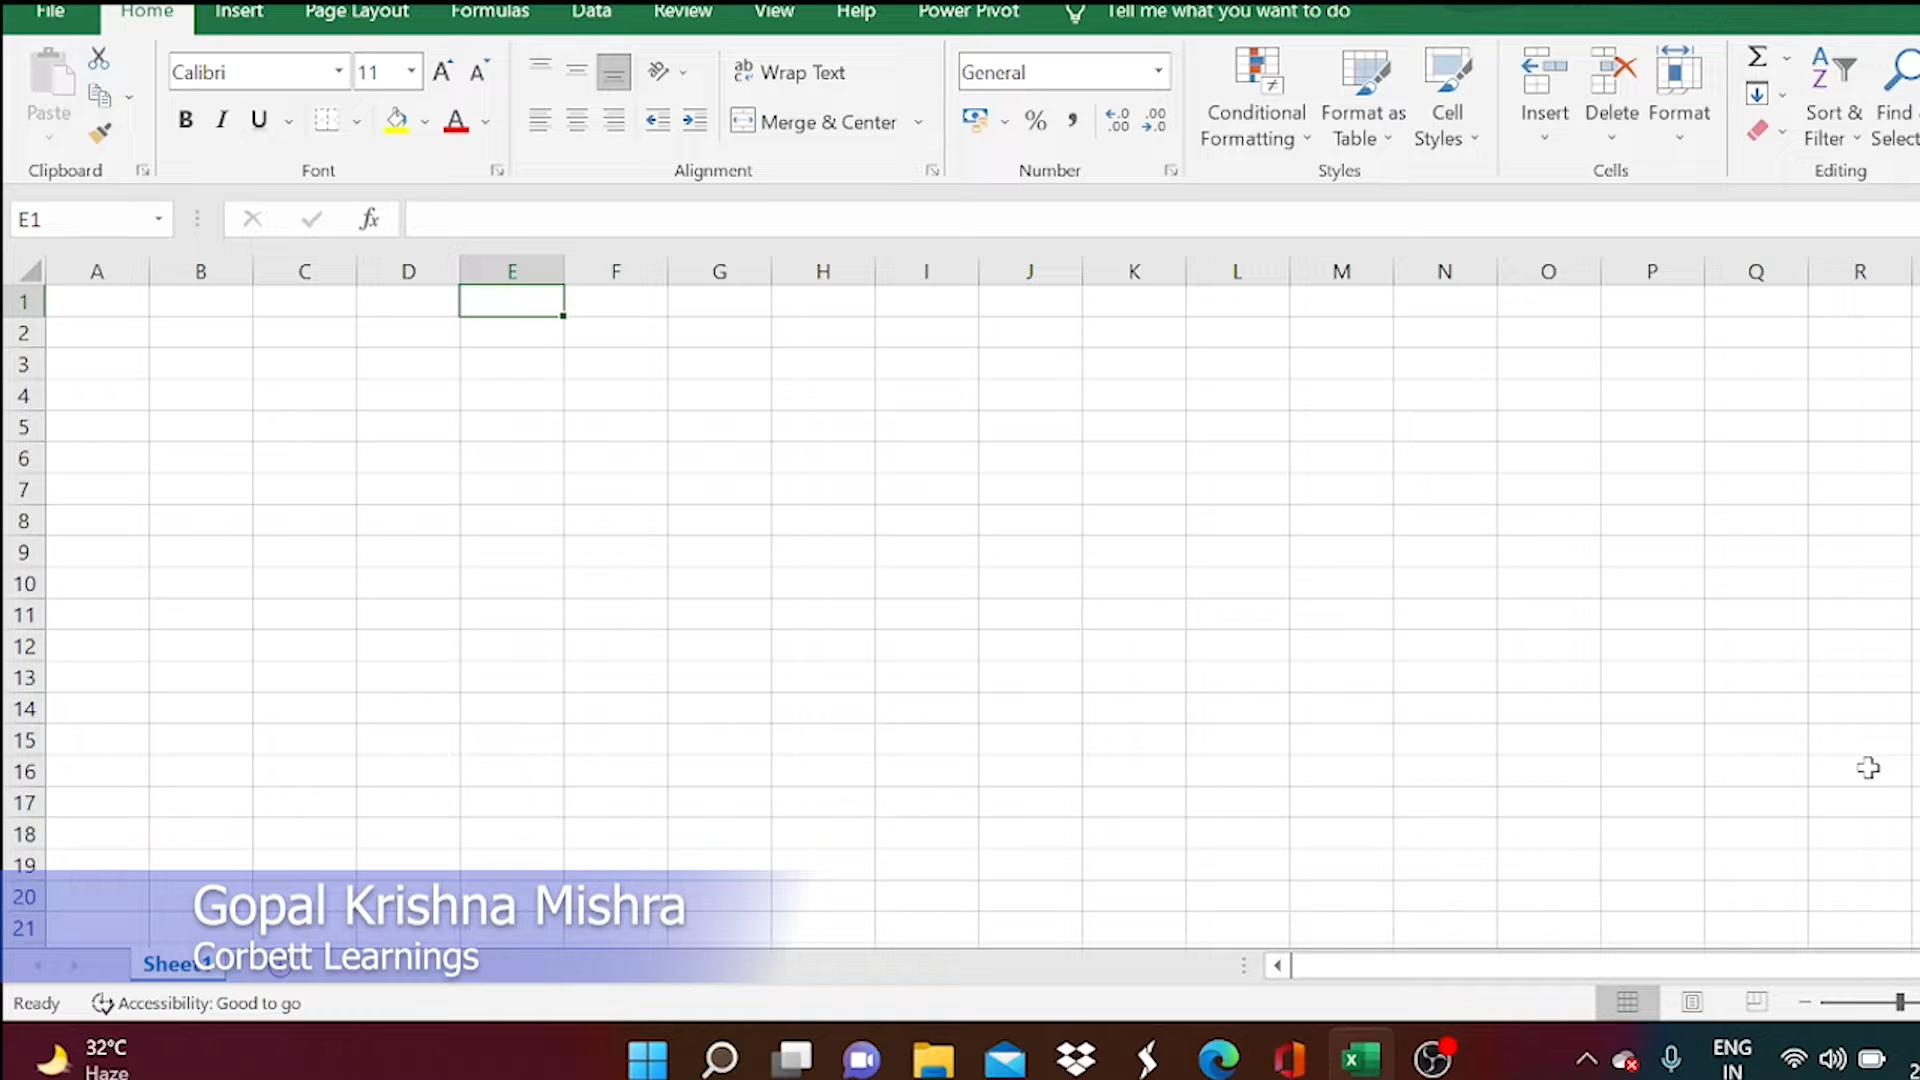 File Home Insert Page Layout Formulas Data Review View Help Power Pivot Tell me what you want to do
Calibri 11 ab Wrap Text General
Paste B I U A Merge & Center % , Conditional Formatting Format as Table Cell Styles Insert Delete Format Sort & Filter Find Select
Clipboard Font Alignment Number Styles Cells Editing
E1 fx
A B C D E F G H I J K L M N O P Q R
1
2
3
4
5
6
7
8
9
10
11
12
13
14
15
16
17
18
19
20
21
Gopal Krishna Mishra
Corbett Learnings
Sheet1
Ready Accessibility: Good to go
32°C
Haze
ENG
IN